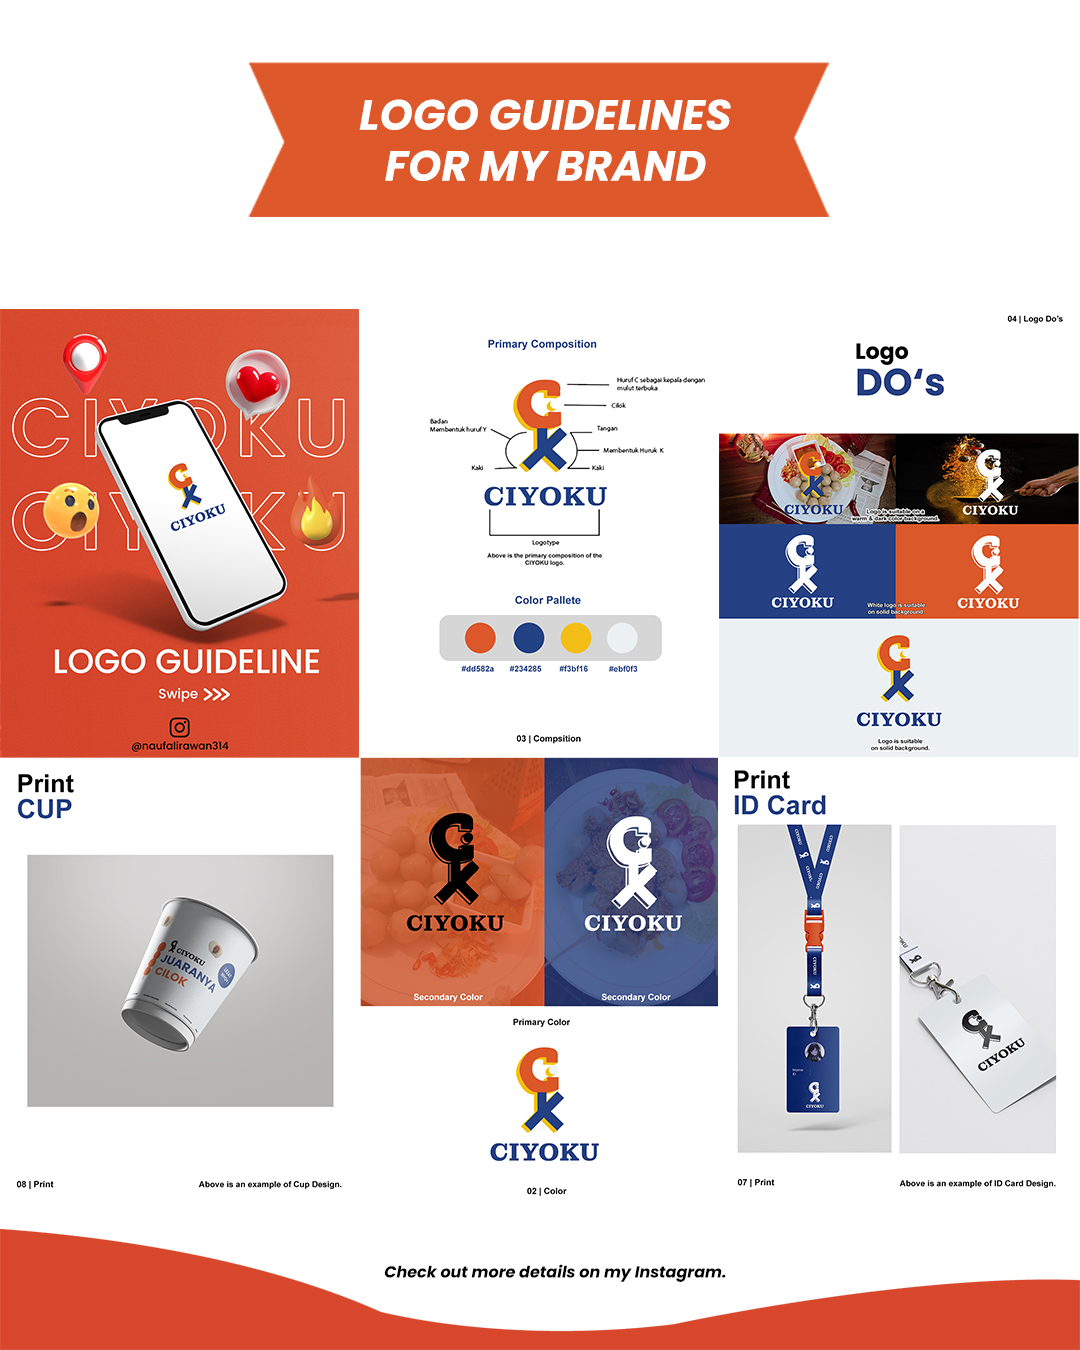 LOGO GUIDELINES
FOR MY BRAND
CIYOKU
CIYOKU
CIYOKU
LOGO GUIDELINE
Swipe >>>
@naufalirawan314
Primary Composition
Huruf C sebagai kepala dengan
mulut terbuka
Cilok
Badan
Membentuk huruf Y
Tangan
Membentuk Huruk K
Kaki
Kaki
CIYOKU
Logotype
Above is the primary composition of the
CIYOKU logo.
Color Pallete
#dd582a
#234285
#f3bf16
#ebf0f3
03 | Compsition
04 | Logo Do's
Logo
DO‘s
CIYOKU
Logo is suitable on a
warm & dark color background.
CIYOKU
CIYOKU
White logo is suitable
on solid background.
CIYOKU
CIYOKU
Logo is suitable
on solid background.
Print
CUP
CIYOKU
JUARANYA
CILOK
08 | Print
Above is an example of Cup Design.
CIYOKU
Secondary Color
CIYOKU
Secondary Color
Primary Color
CIYOKU
02 | Color
Print
ID Card
CIYOKU
CIYOKU
CIYOKU
CIYOKU
Name
ID
CIYOKU
CIYOKU
07 | Print
Above is an example of ID Card Design.
Check out more details on my Instagram.